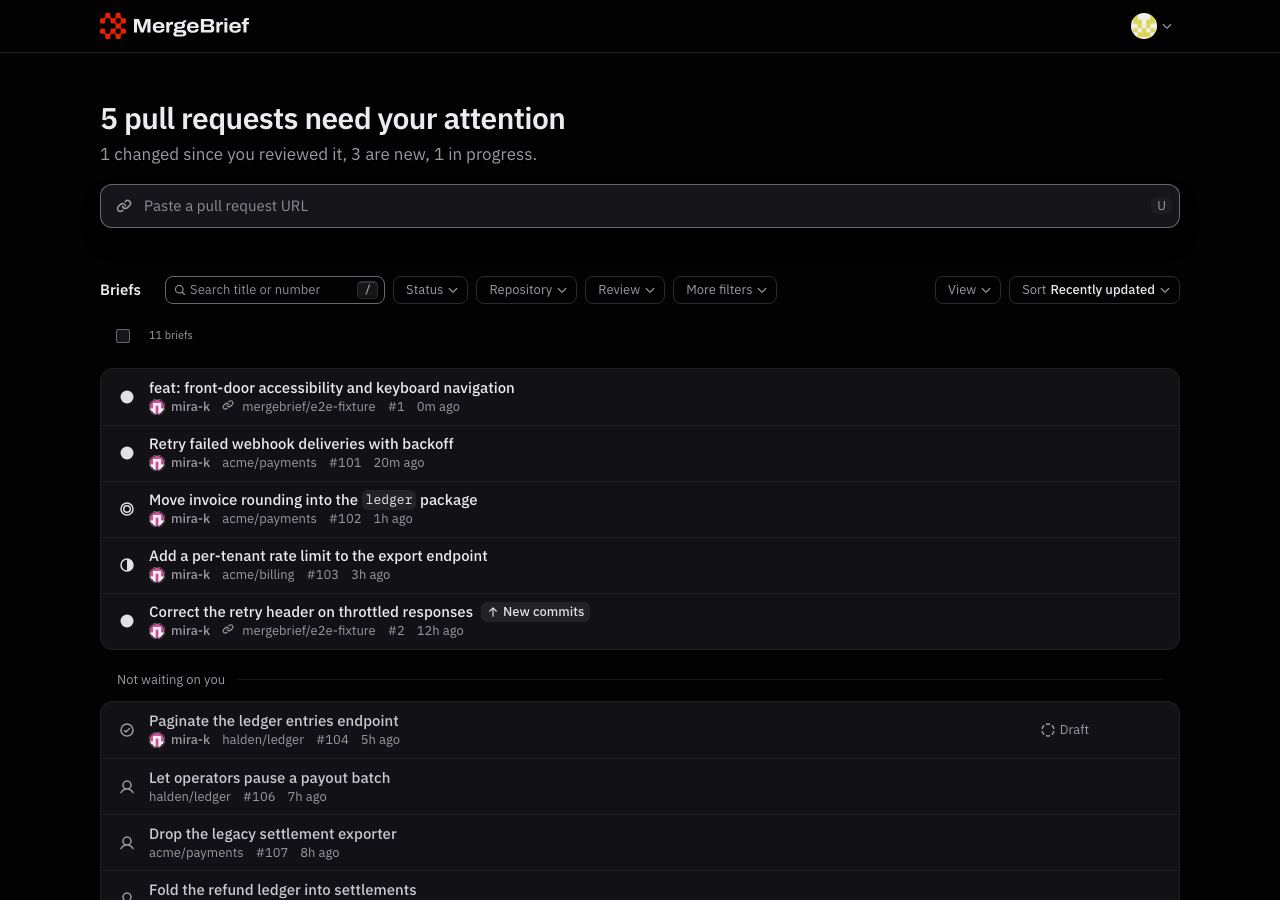 MergeBrief
5 pull requests need your attention
1 changed since you reviewed it, 3 are new, 1 in progress.
Paste a pull request URL U
Briefs Search title or number / Status Repository Review More filters View Sort Recently updated
11 briefs
feat: front-door accessibility and keyboard navigation
mira-k mergebrief/e2e-fixture #1 0m ago
Retry failed webhook deliveries with backoff
mira-k acme/payments #101 20m ago
Move invoice rounding into the ledger package
mira-k acme/payments #102 1h ago
Add a per-tenant rate limit to the export endpoint
mira-k acme/billing #103 3h ago
Correct the retry header on throttled responses ↑ New commits
mira-k mergebrief/e2e-fixture #2 12h ago
Not waiting on you
Paginate the ledger entries endpoint
mira-k halden/ledger #104 5h ago Draft
Let operators pause a payout batch
halden/ledger #106 7h ago
Drop the legacy settlement exporter
acme/payments #107 8h ago
Fold the refund ledger into settlements